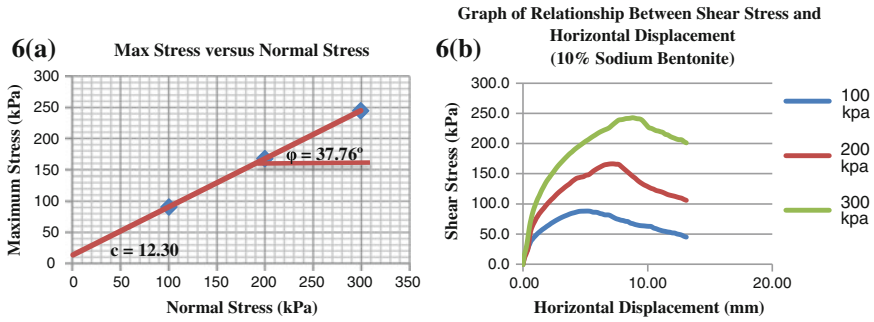 6(a)
Max Stress versus Normal Stress
Maximum Stress (kPa)
300
250
200
150
100
50
0
φ = 37.76°
c = 12.30
0 50 100 150 200 250 300 350
Normal Stress (kPa)
6(b)
Graph of Relationship Between Shear Stress and
Horizontal Displacement
(10% Sodium Bentonite)
Shear Stress (kPa)
300.0
250.0
200.0
150.0
100.0
50.0
0.0
0.00 10.00 20.00
Horizontal Displacement (mm)
100
kpa
200
kpa
300
kpa